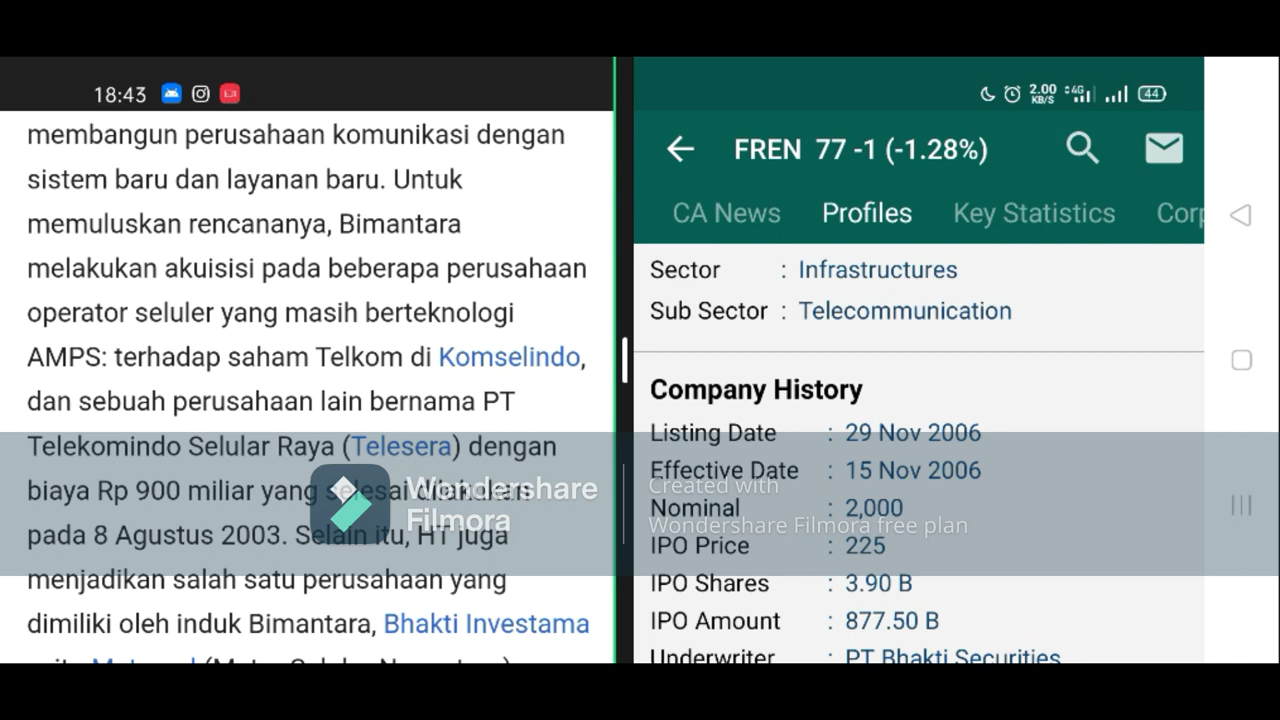 18:43
membangun perusahaan komunikasi dengan
sistem baru dan layanan baru. Untuk
memuluskan rencananya, Bimantara
melakukan akuisisi pada beberapa perusahaan
operator seluler yang masih berteknologi
AMPS: terhadap saham Telkom di Komselindo,
dan sebuah perusahaan lain bernama PT
Telekomindo Selular Raya (Telesera) dengan
biaya Rp 900 miliar yang selesai dilakukan
pada 8 Agustus 2003. Selain itu, HT juga
menjadikan salah satu perusahaan yang
dimiliki oleh induk Bimantara, Bhakti Investama
2.00 KB/S 4G 44
FREN 77 -1 (-1.28%)
CA News Profiles Key Statistics Corp
Sector : Infrastructures
Sub Sector : Telecommunication
Company History
Listing Date : 29 Nov 2006
Effective Date : 15 Nov 2006
Nominal : 2,000
IPO Price : 225
IPO Shares : 3.90 B
IPO Amount : 877.50 B
Underwriter : PT Bhakti Securities
Wondershare
Filmora
Created with
Wondershare Filmora free plan